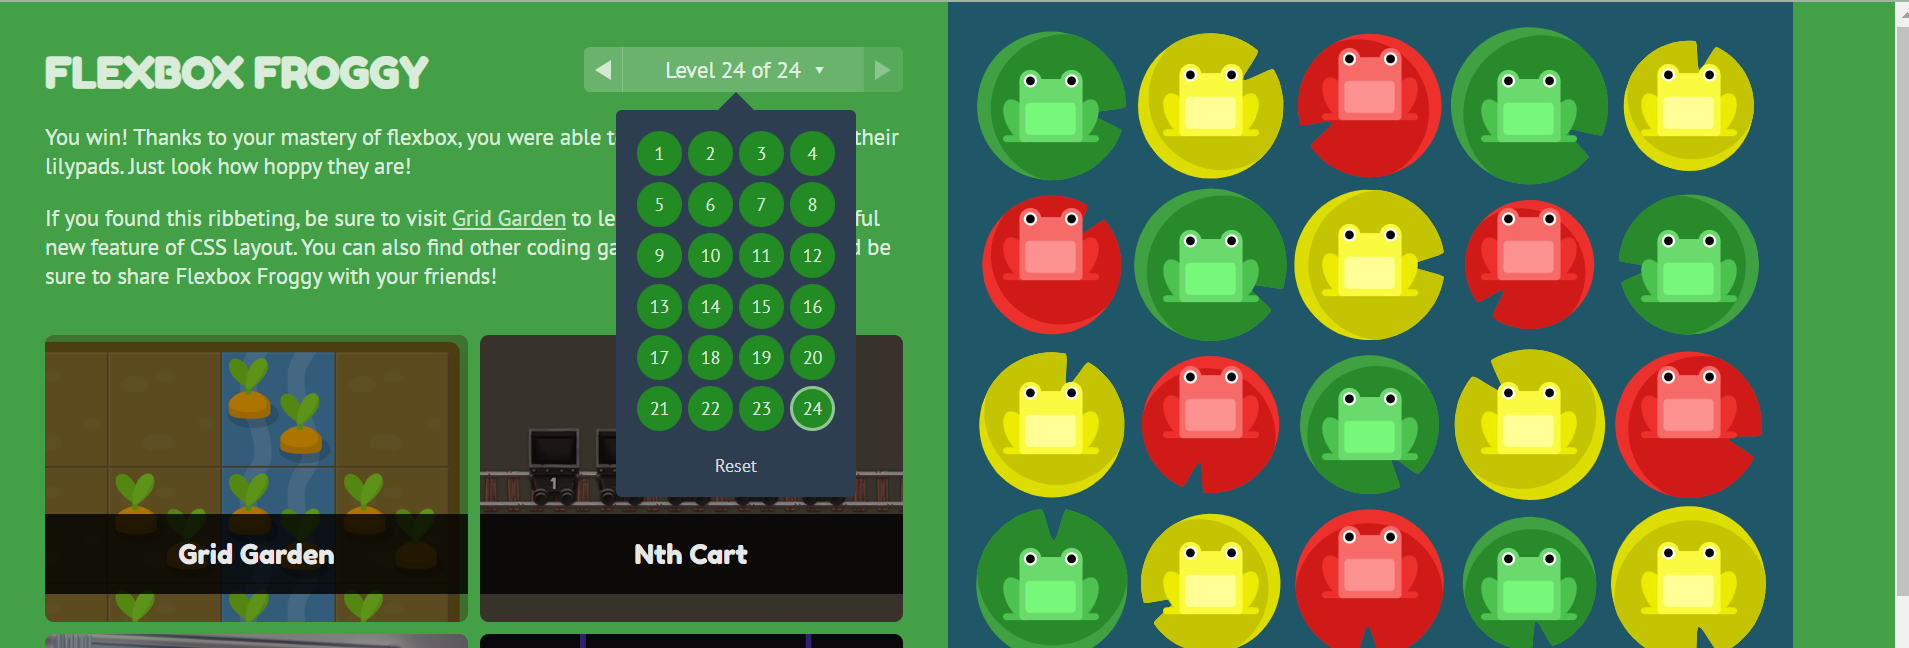 FLEXBOX FROGGY
Level 24 of 24
You win! Thanks to your mastery of flexbox, you were able their
lilypads. Just look how hoppy they are!
If you found this ribbeting, be sure to visit Grid Garden to
new feature of CSS layout. You can also find other coding be
sure to share Flexbox Froggy with your friends!
1 2 3 4
5 6 7 8
9 10 11 12
13 14 15 16
17 18 19 20
21 22 23 24
Reset
1
Grid Garden
Nth Cart